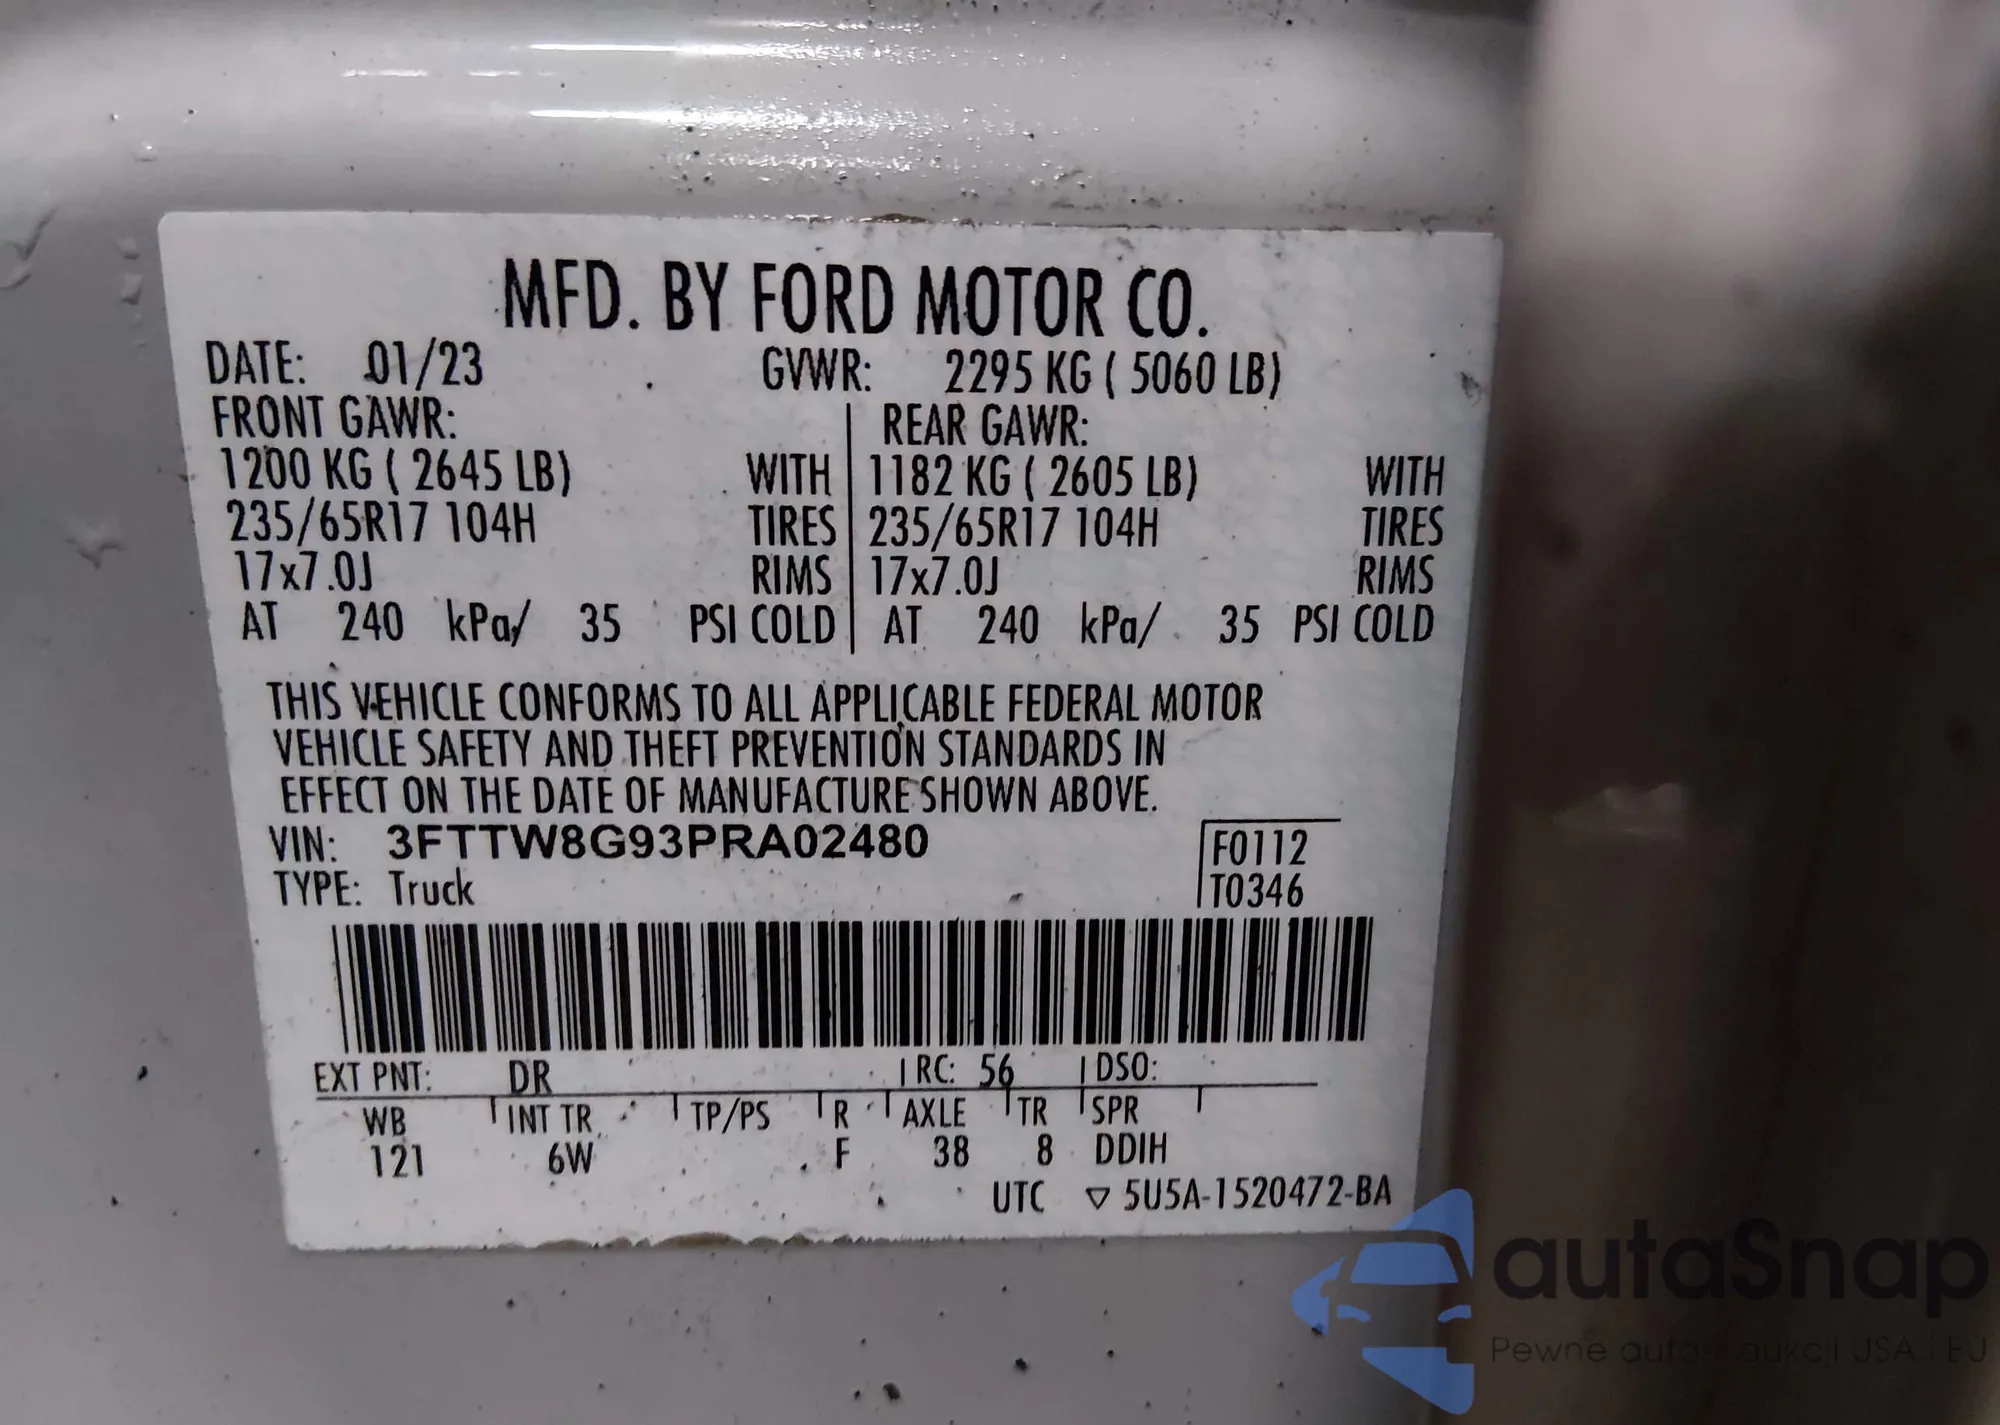 MFD. BY FORD MOTOR CO.
DATE: 01/23 GVWR: 2295 KG ( 5060 LB)
FRONT GAWR: REAR GAWR:
1200 KG ( 2645 LB) WITH 1182 KG ( 2605 LB) WITH
235/65R17 104H TIRES 235/65R17 104H TIRES
17x7.0J RIMS 17x7.0J RIMS
AT 240 kPa/ 35 PSI COLD AT 240 kPa/ 35 PSI COLD
THIS VEHICLE CONFORMS TO ALL APPLICABLE FEDERAL MOTOR
VEHICLE SAFETY AND THEFT PREVENTION STANDARDS IN
EFFECT ON THE DATE OF MANUFACTURE SHOWN ABOVE.
VIN: 3FTTW8G93PRA02480 F0112
TYPE: Truck T0346
EXT PNT: DR RC: 56 DSO:
WB INT TR TP/PS R AXLE TR SPR
121 6W F 38 8 DDIH
UTC ▽ 5U5A-1520472-BA
autaSnap
Pewne auta z aukcji USA i EU